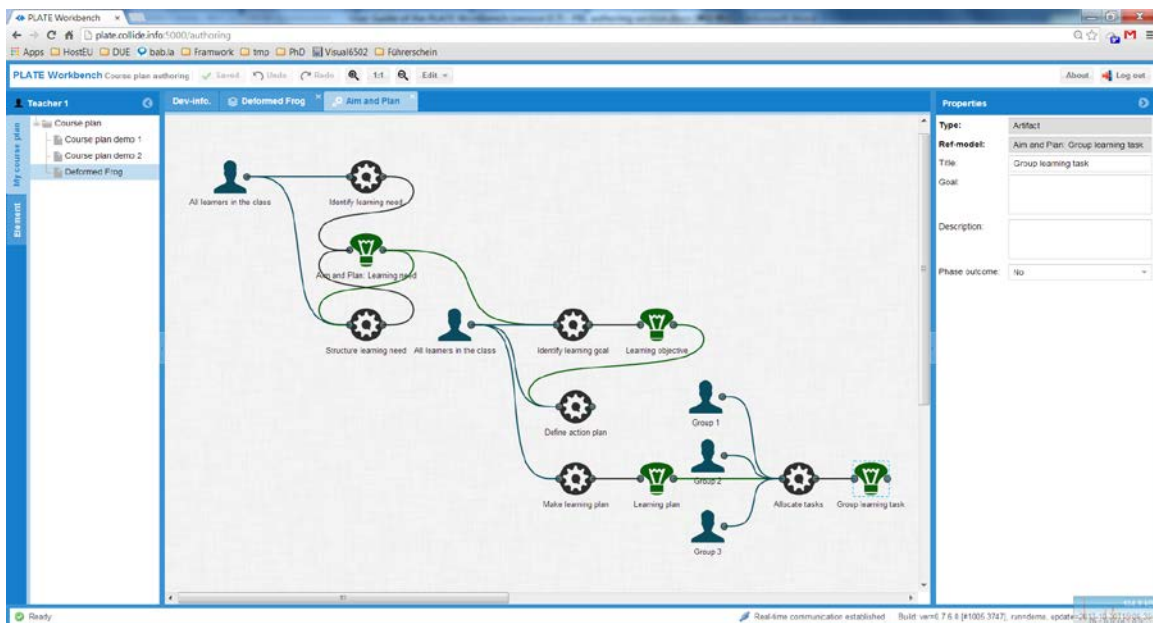 PLATE Workbench
plate.collide.info:5000/authoring
Apps HostEU DUE bab.la Framwork tmp PhD Visual6502 Führerschein
PLATE Workbench Course plan authoring Saved Undo Redo 1:1 Edit About Log out
Teacher 1 Dev-info. Deformed Frog Aim and Plan Properties
My course plan
Element
Course plan
Course plan demo 1
Course plan demo 2
Deformed Frog
All learners in the class
Identify learning need
Aim and Plan: Learning need
Structure learning need
All learners in the class
Identify learning goal
Learning objective
Define action plan
Group 1
Group 2
Group 3
Make learning plan
Learning plan
Allocate tasks
Group learning task
Type: Artifact
Ref-model: Aim and Plan: Group learning task
Title: Group learning task
Goal:
Description:
Phase outcome: No
Ready
Real-time communication established